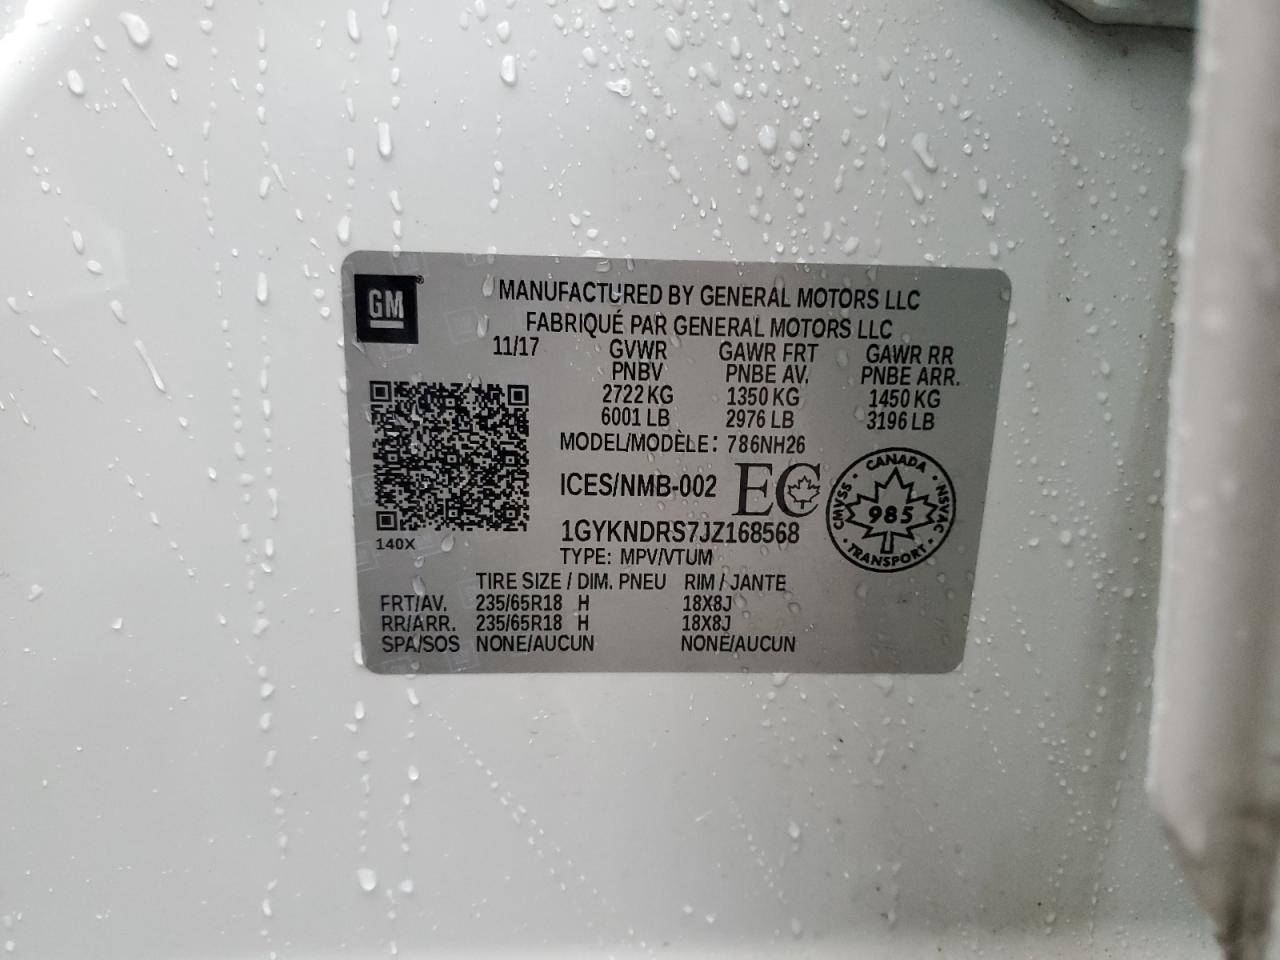 GM
MANUFACTURED BY GENERAL MOTORS LLC
FABRIQUÉ PAR GENERAL MOTORS LLC
11/17 GVWR GAWR FRT GAWR RR
PNBV PNBE AV. PNBE ARR.
2722 KG 1350 KG 1450 KG
6001 LB 2976 LB 3196 LB
MODEL/MODÈLE: 786NH26
ICES/NMB-002 EC
CANADA
CMVSS 985 NSVAC
TRANSPORT
1GYKNDRS7JZ168568
140X
TYPE: MPV/VTUM
TIRE SIZE / DIM. PNEU RIM / JANTE
FRT/AV. 235/65R18 H 18X8J
RR/ARR. 235/65R18 H 18X8J
SPA/SOS NONE/AUCUN NONE/AUCUN